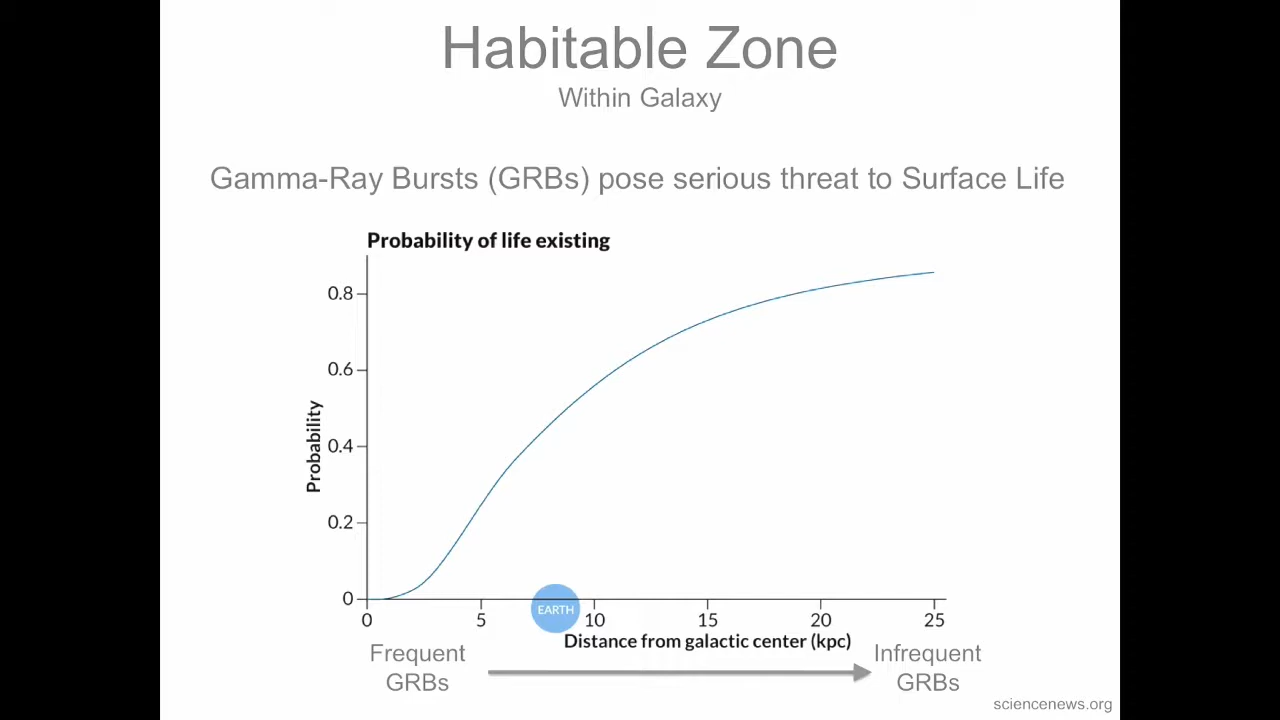 Habitable Zone
Within Galaxy
Gamma-Ray Bursts (GRBs) pose serious threat to Surface Life
Probability of life existing
Probability
0.8
0.6
0.4
0.2
0
0
5
EARTH
10
15
20
25
Distance from galactic center (kpc)
Frequent
GRBs
Infrequent
GRBs
sciencenews.org